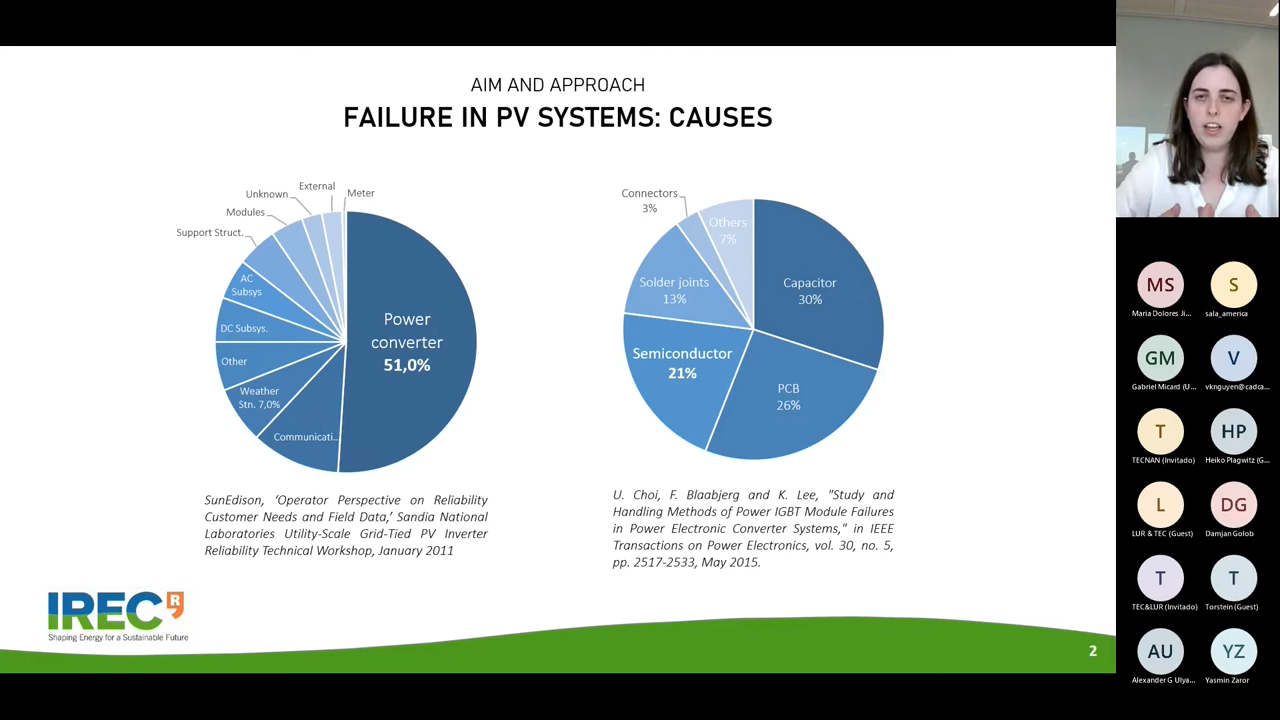 AIM AND APPROACH
FAILURE IN PV SYSTEMS: CAUSES
External
Unknown
Meter
Modules
Support Struct.
AC
Subsys
DC Subsys.
Other
Weather
Stn. 7,0%
Communicati...
Power
converter
51,0%
Connectors
3%
Others
7%
Solder joints
13%
Capacitor
30%
Semiconductor
21%
PCB
26%
SunEdison, ‘Operator Perspective on Reliability
Customer Needs and Field Data,’ Sandia National
Laboratories Utility-Scale Grid-Tied PV Inverter
Reliability Technical Workshop, January 2011
U. Choi, F. Blaabjerg and K. Lee, "Study and
Handling Methods of Power IGBT Module Failures
in Power Electronic Converter Systems," in IEEE
Transactions on Power Electronics, vol. 30, no. 5,
pp. 2517-2533, May 2015.
IREC R
Shaping Energy for a Sustainable Future
2
MS
Maria Dolores Ji...
S
sala_america
GM
Gabriel Micard (U...
V
vknguyen@cadca...
T
TECNAN (Invitado)
HP
Heiko Plagwitz (G...
L
LUR & TEC (Guest)
DG
Damjan Golob
T
TEC&LUR (Invitado)
T
Torstein (Guest)
AU
Alexander G Ulya...
YZ
Yasmin Zaror